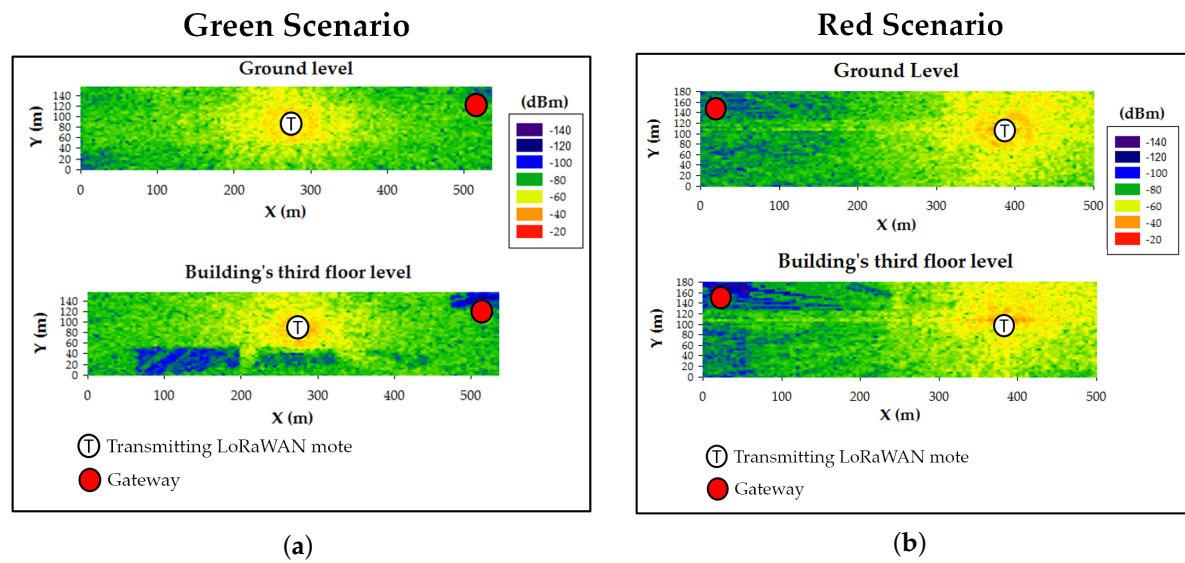 Green Scenario
Ground level
Y (m)
140
120
100
80
60
40
20
0
0 100 200 300 400 500
X (m)
(dBm)
-140
-120
-100
-80
-60
-40
-20
T
Building's third floor level
Y (m)
140
120
100
80
60
40
20
0
0 100 200 300 400 500
X (m)
T
T Transmitting LoRaWAN mote
Gateway
(a)
Red Scenario
Ground Level
Y (m)
180
160
140
120
100
80
60
40
20
0
0 100 200 300 400 500
X (m)
(dBm)
-140
-120
-100
-80
-60
-40
-20
T
Building's third floor level
Y (m)
180
160
140
120
100
80
60
40
20
0
0 100 200 300 400 500
X (m)
T
T Transmitting LoRaWAN mote
Gateway
(b)